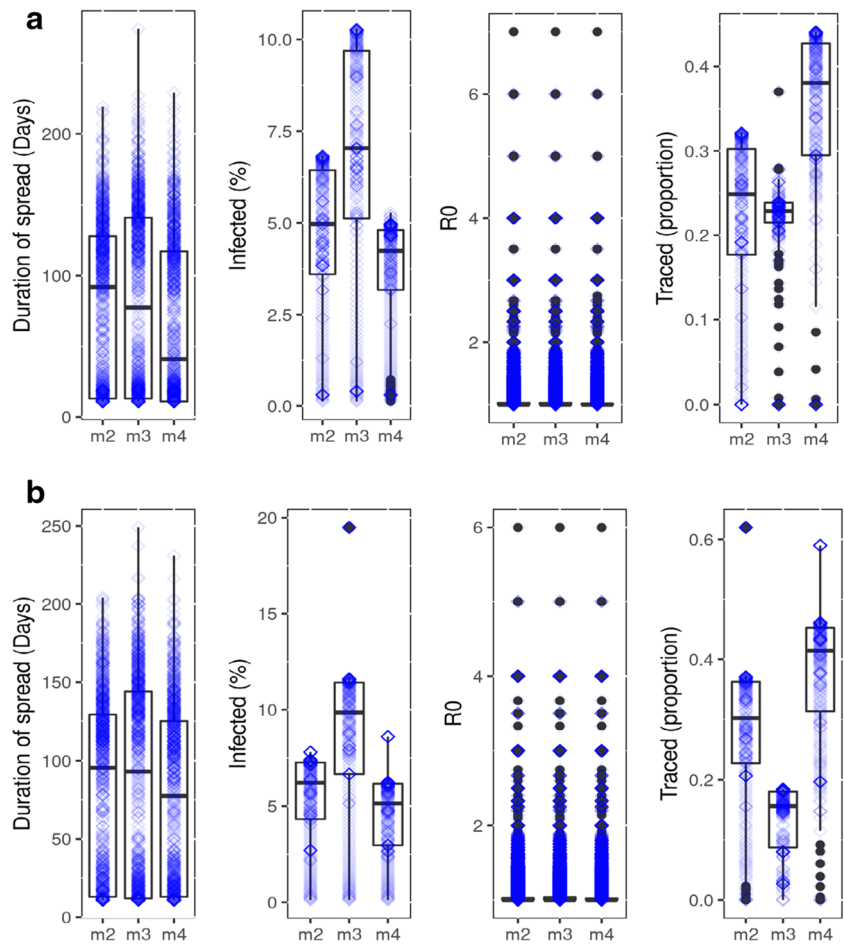 a
Duration of spread (Days)
200
100
0
m2 m3 m4
Infected (%)
10.0
7.5
5.0
2.5
0.0
m2 m3 m4
R0
6
4
2
m2 m3 m4
Traced (proportion)
0.4
0.3
0.2
0.1
0.0
m2 m3 m4
b
Duration of spread (Days)
250
200
150
100
50
0
m2 m3 m4
Infected (%)
20
15
10
5
0
m2 m3 m4
R0
6
4
2
m2 m3 m4
Traced (proportion)
0.6
0.4
0.2
0.0
m2 m3 m4